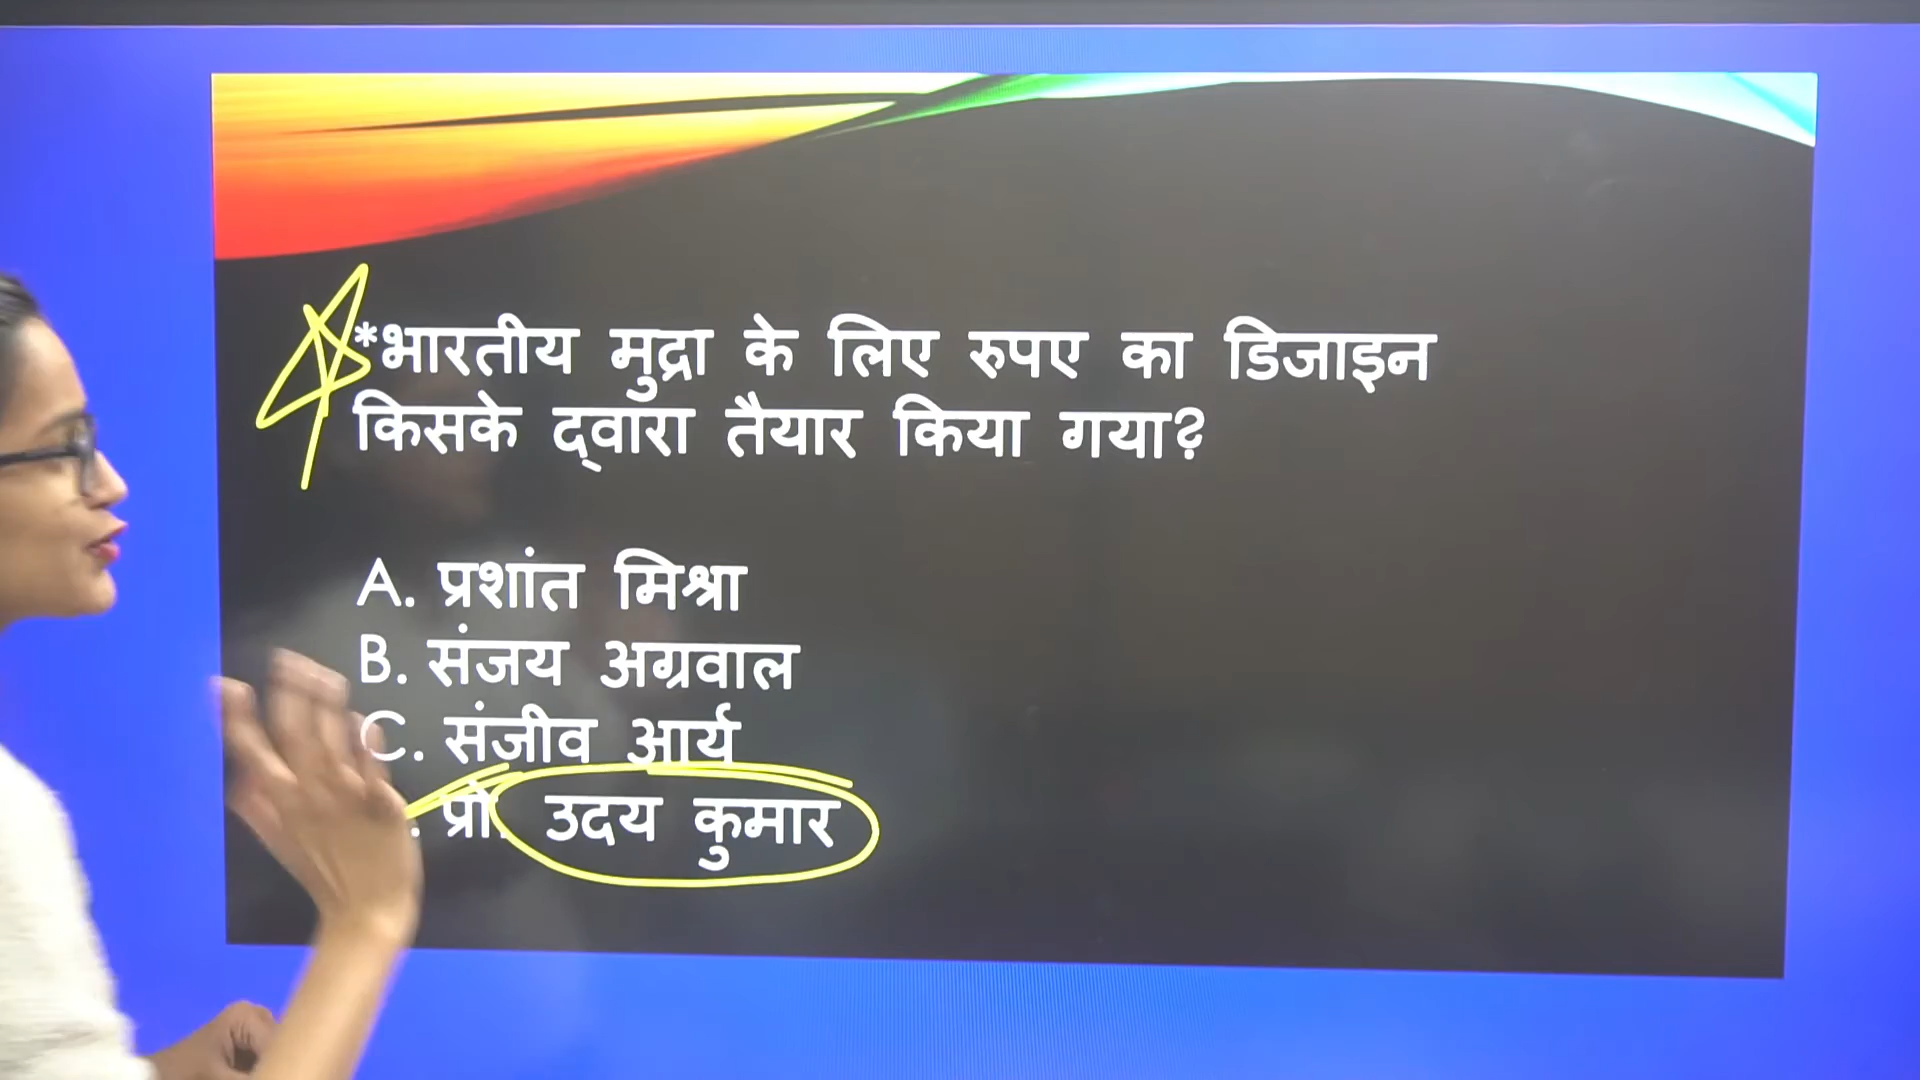 *भारतीय मुद्रा के लिए रुपए का डिजाइन
किसके द्वारा तैयार किया गया?
A. प्रशांत मिश्रा
B. संजय अग्रवाल
C. संजीव आर्य
. प्रो. उदय कुमार